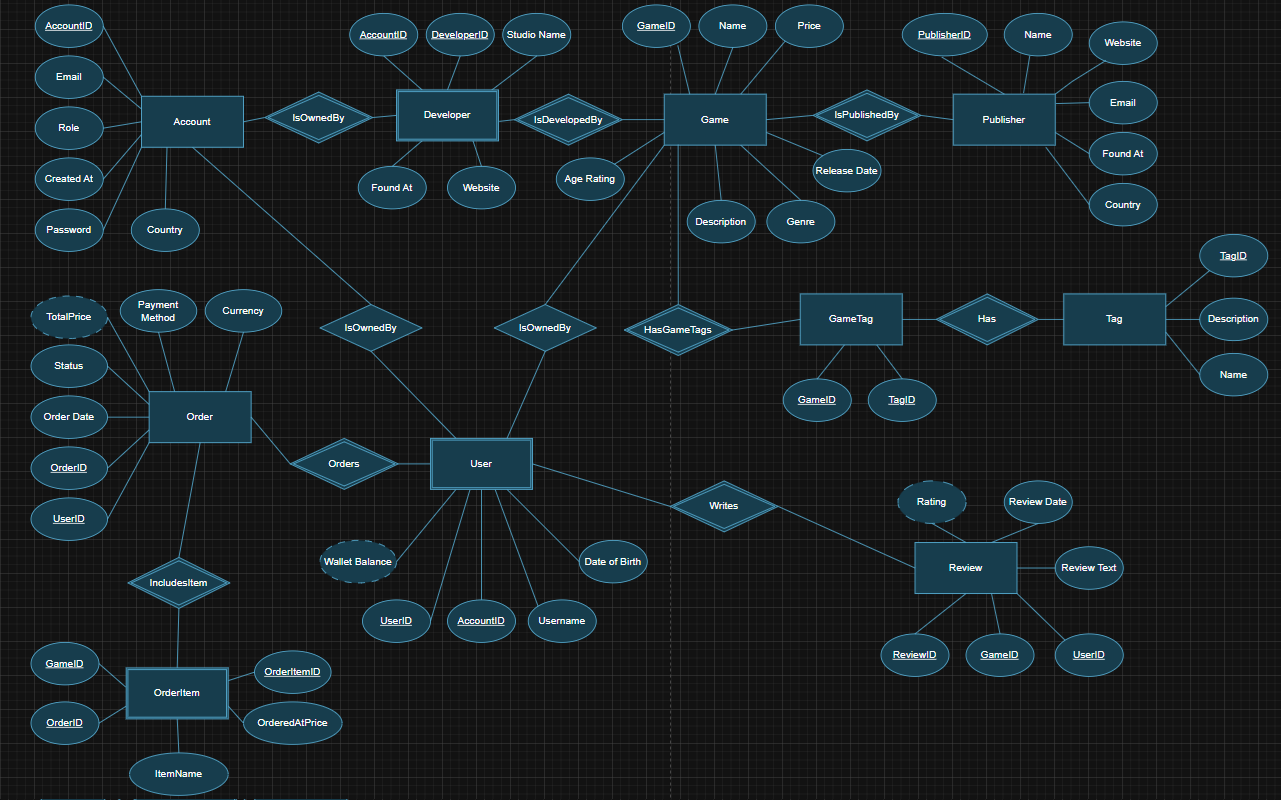 AccountID
Email
Role
Created At
Password
Country
Account
IsOwnedBy
AccountID
DeveloperID
Studio Name
Developer
Found At
Website
IsDevelopedBy
GameID
Name
Price
Game
Age Rating
Description
Genre
Release Date
IsPublishedBy
PublisherID
Name
Website
Email
Found At
Country
Publisher
TotalPrice
Payment
Method
Currency
Status
Order Date
OrderID
UserID
Order
IsOwnedBy
IsOwnedBy
HasGameTags
GameTag
GameID
TagID
Has
Tag
TagID
Description
Name
Orders
User
Wallet Balance
UserID
AccountID
Username
Date of Birth
Writes
Rating
Review Date
Review
Review Text
ReviewID
GameID
UserID
IncludesItem
GameID
OrderID
OrderItem
OrderItemID
OrderedAtPrice
ItemName